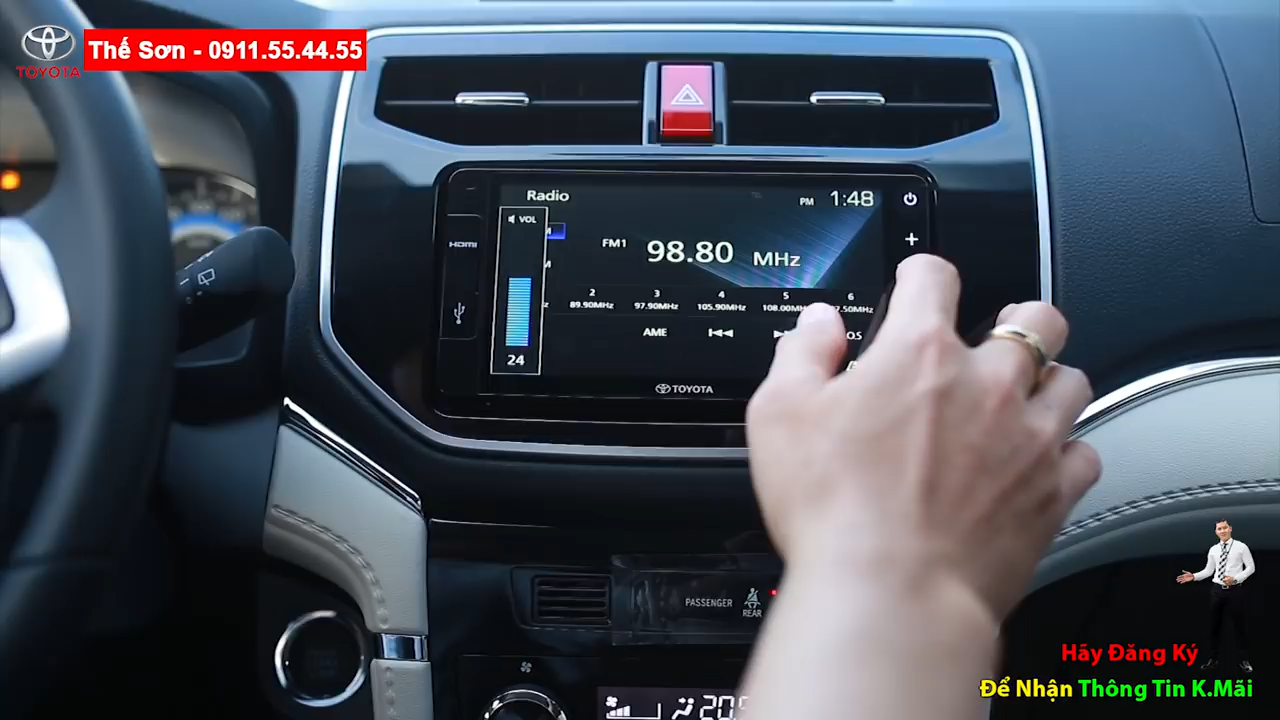 TOYOTA
Thế Sơn - 0911.55.44.55
Radio
PM 1:48
VOL
HDMI
FM1 98.80 MHz
2 3 4 5 6
89.90MHz 97.90MHz 105.90MHz
AME
24
TOYOTA
PASSENGER
REAR
Hãy Đăng Ký
Để Nhận Thông Tin K.Mãi